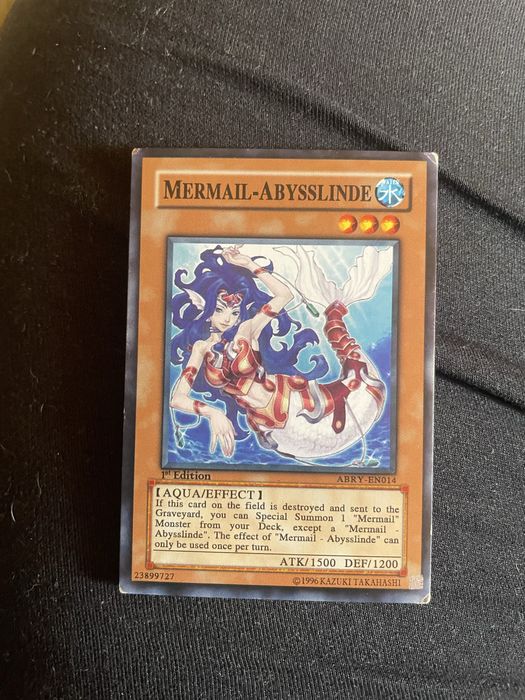 MERMAIL-ABYSSLINDE
WATER
水
1st Edition
ABRY-EN014
[AQUA/EFFECT]
If this card on the field is destroyed and sent to the
Graveyard, you can Special Summon 1 "Mermail"
Monster from your Deck, except a "Mermail -
Abysslinde". The effect of "Mermail - Abysslinde" can
only be used once per turn.
ATK/1500 DEF/1200
23899727
©1996 KAZUKI TAKAHASHI